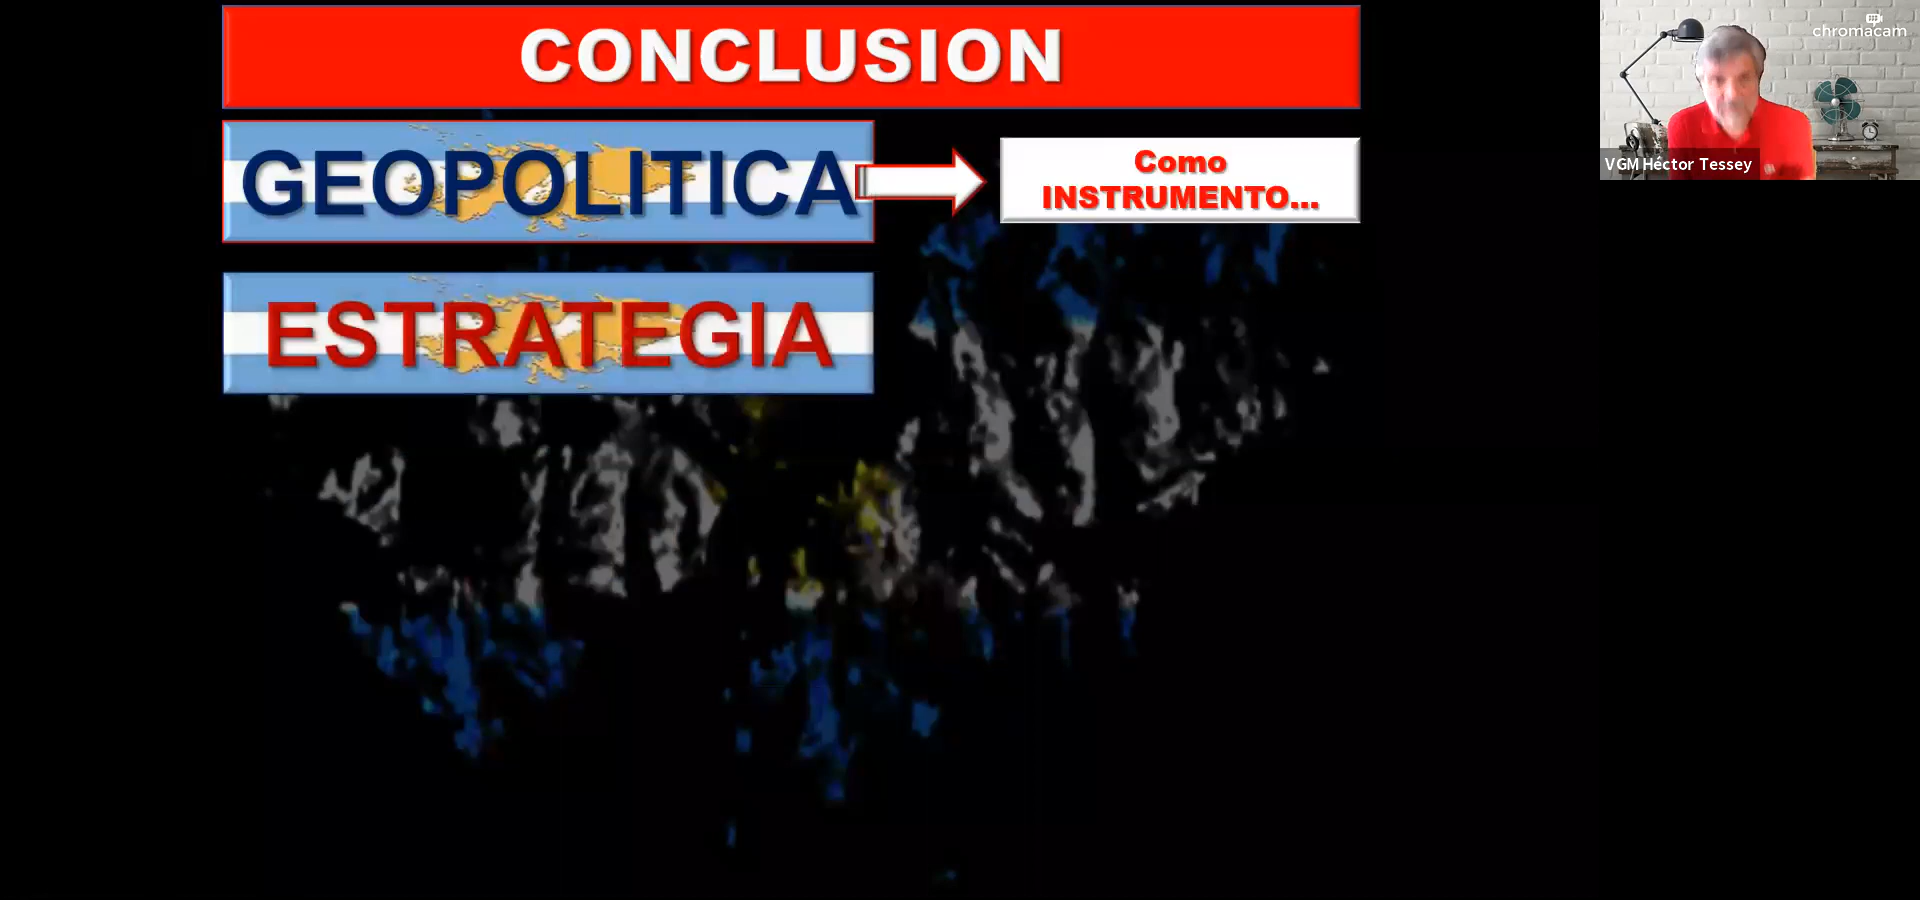 CONCLUSION
GEOPOLITICA
Como
INSTRUMENTO...
ESTRATEGIA
chromacam
VGM Héctor Tessey